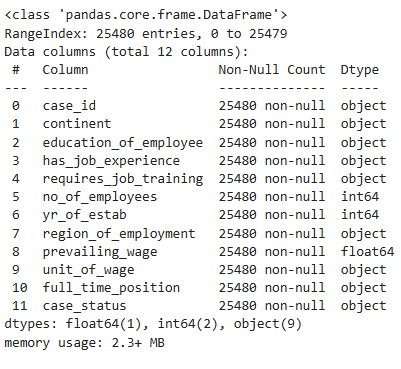 <class 'pandas.core.frame.DataFrame'>
RangeIndex: 25480 entries, 0 to 25479
Data columns (total 12 columns):
 #   Column                 Non-Null Count  Dtype
---  ------                 --------------  -----
 0   case_id                25480 non-null  object
 1   continent              25480 non-null  object
 2   education_of_employee  25480 non-null  object
 3   has_job_experience     25480 non-null  object
 4   requires_job_training  25480 non-null  object
 5   no_of_employees        25480 non-null  int64
 6   yr_of_estab            25480 non-null  int64
 7   region_of_employment   25480 non-null  object
 8   prevailing_wage        25480 non-null  float64
 9   unit_of_wage           25480 non-null  object
 10  full_time_position     25480 non-null  object
 11  case_status            25480 non-null  object
dtypes: float64(1), int64(2), object(9)
memory usage: 2.3+ MB